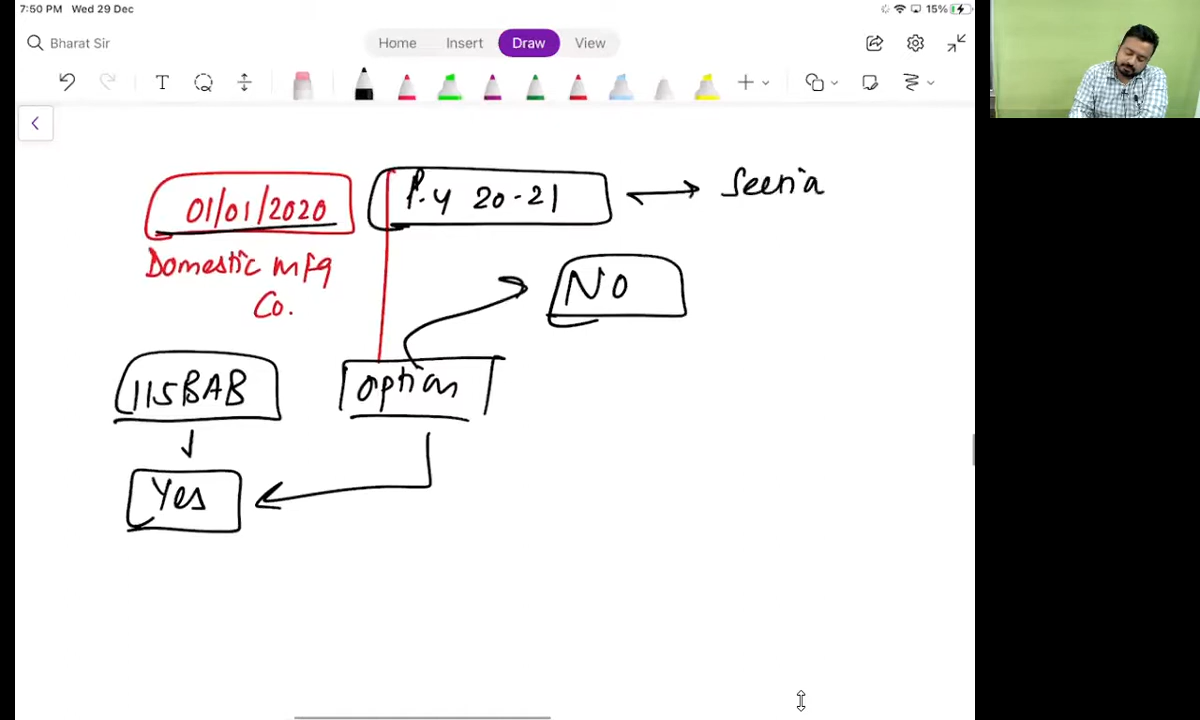 7:50 PM Wed 29 Dec
15%
Bharat Sir
Home Insert Draw View
T
01/01/2020
P.Y 20-21
Domestic mfg
Co.
NO
115BAB
option
Yes